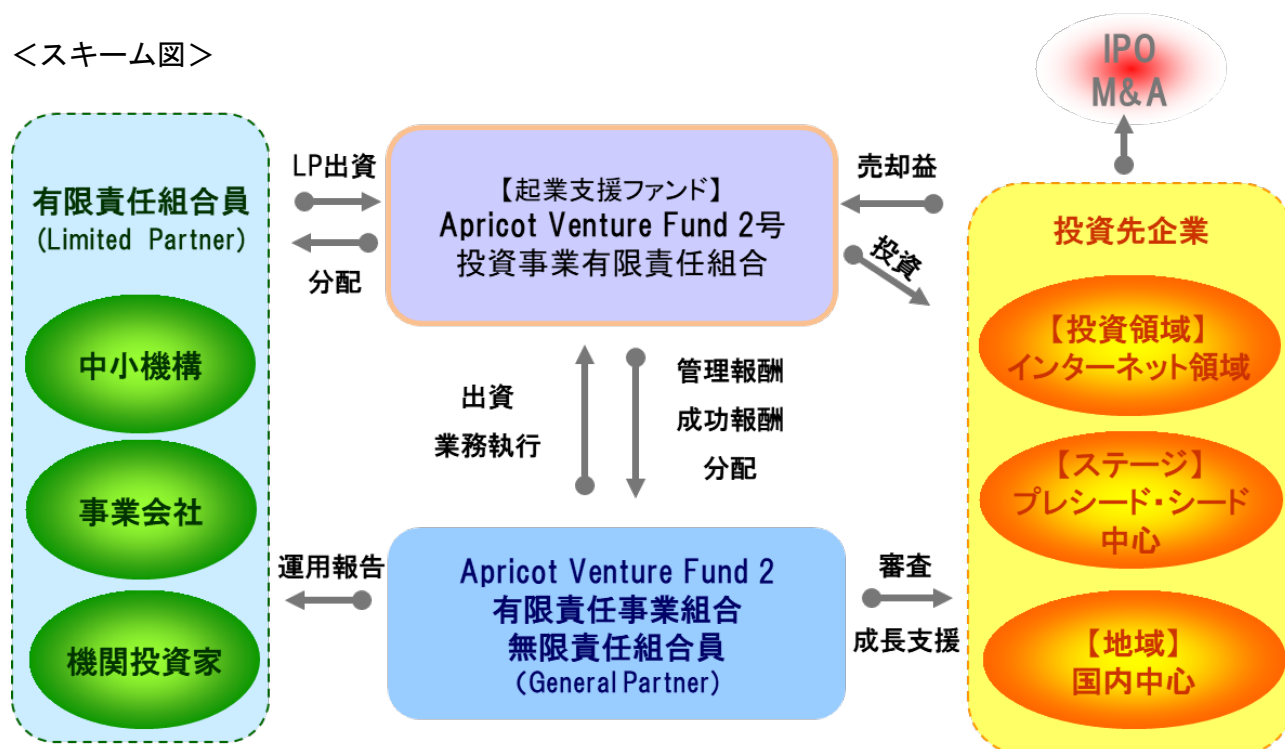 <スキーム図>
IPO
M&A
有限責任組合員
(Limited Partner)
中小機構
事業会社
機関投資家
LP出資
分配
【起業支援ファンド】
Apricot Venture Fund 2号
投資事業有限責任組合
売却益
投資
出資
業務執行
管理報酬
成功報酬
分配
運用報告
Apricot Venture Fund 2
有限責任事業組合
無限責任組合員
(General Partner)
審査
成長支援
投資先企業
【投資領域】
インターネット領域
【ステージ】
プレシード・シード
中心
【地域】
国内中心